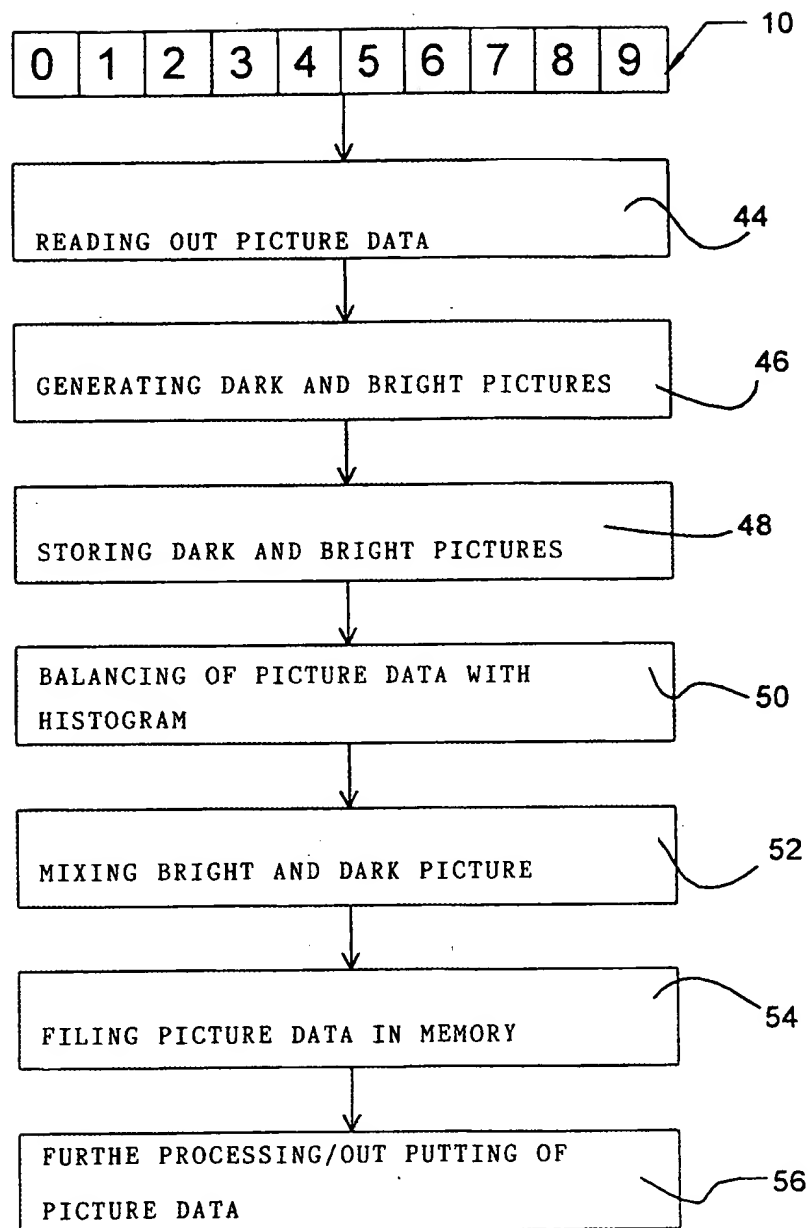 10
0 1 2 3 4 5 6 7 8 9
READING OUT PICTURE DATA
44
GENERATING DARK AND BRIGHT PICTURES
46
STORING DARK AND BRIGHT PICTURES
48
BALANCING OF PICTURE DATA WITH
HISTOGRAM
50
MIXING BRIGHT AND DARK PICTURE
52
FILING PICTURE DATA IN MEMORY
54
FURTHE PROCESSING/OUT PUTTING OF
PICTURE DATA
56